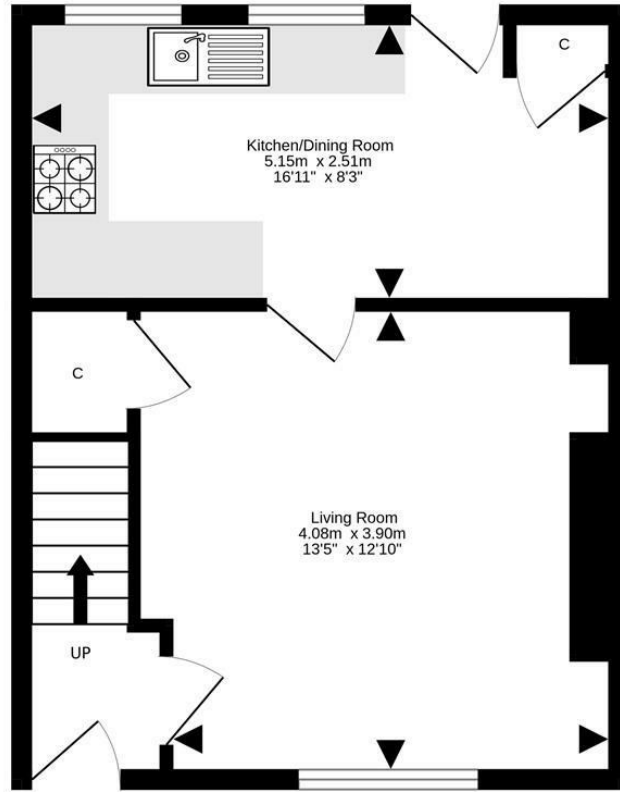 C
Kitchen/Dining Room
5.15m x 2.51m
16'11" x 8'3"
C
Living Room
4.08m x 3.90m
13'5" x 12'10"
UP